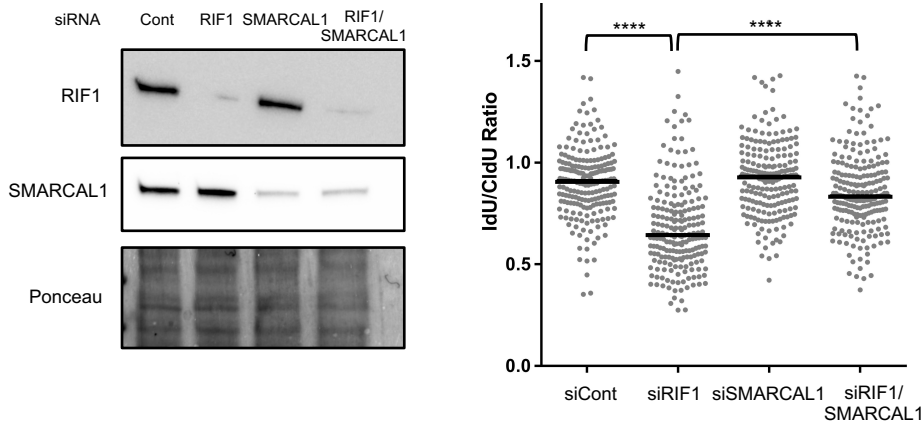 siRNA Cont RIF1 SMARCAL1 RIF1/
SMARCAL1
RIF1
SMARCAL1
Ponceau
**** ****
1.5
1.0
0.5
0.0
IdU/CldU Ratio
siCont siRIF1 siSMARCAL1 siRIF1/
SMARCAL1